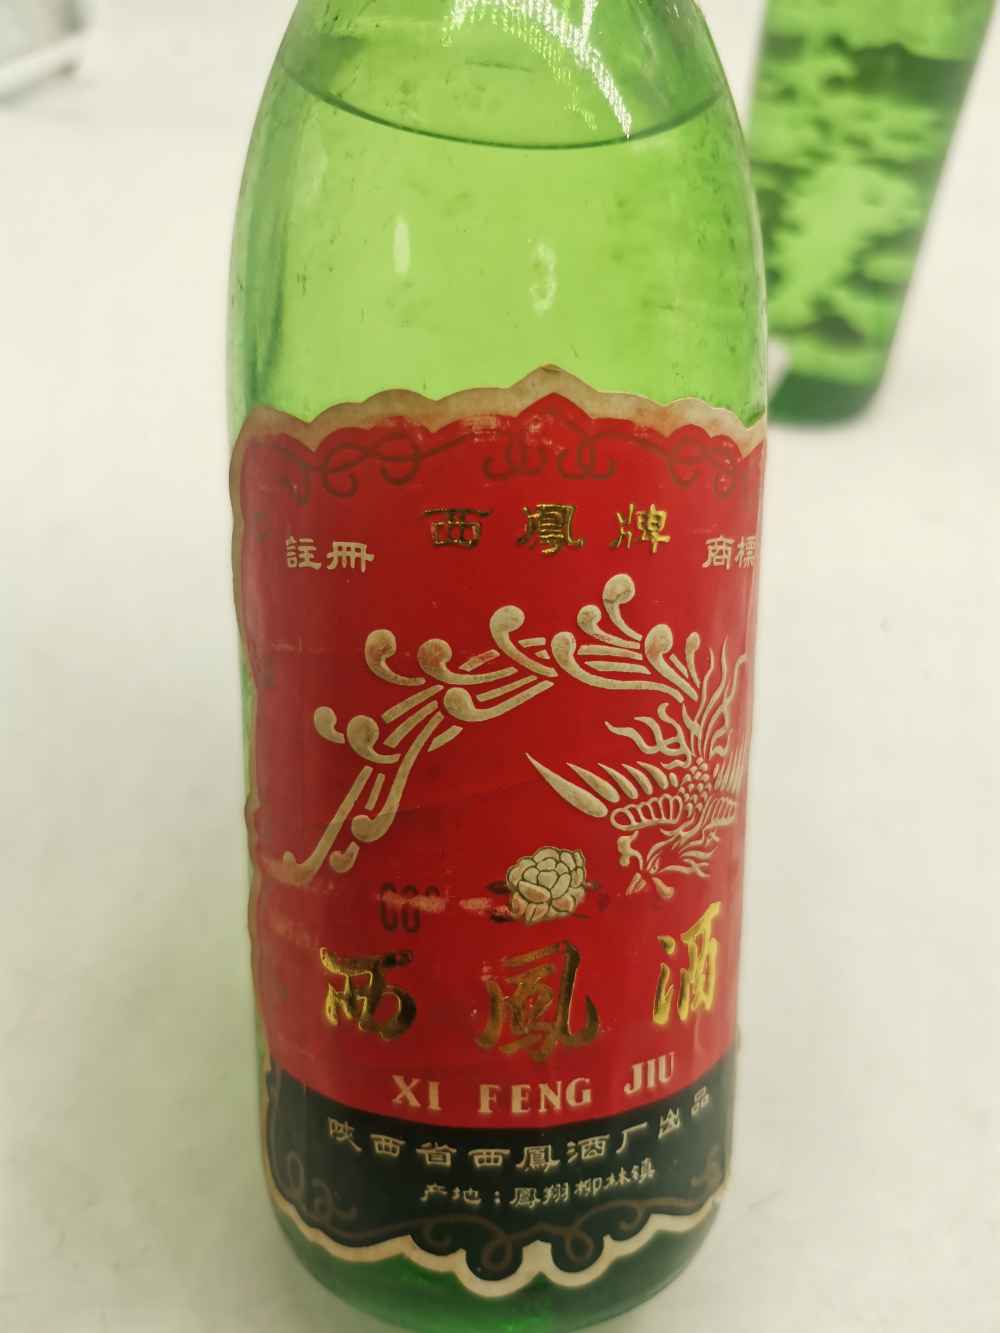 西鳳牌
註冊 商標
西鳳酒
XI FENG JIU
陕西省西鳳酒厂出品
产地：鳳翔柳林镇